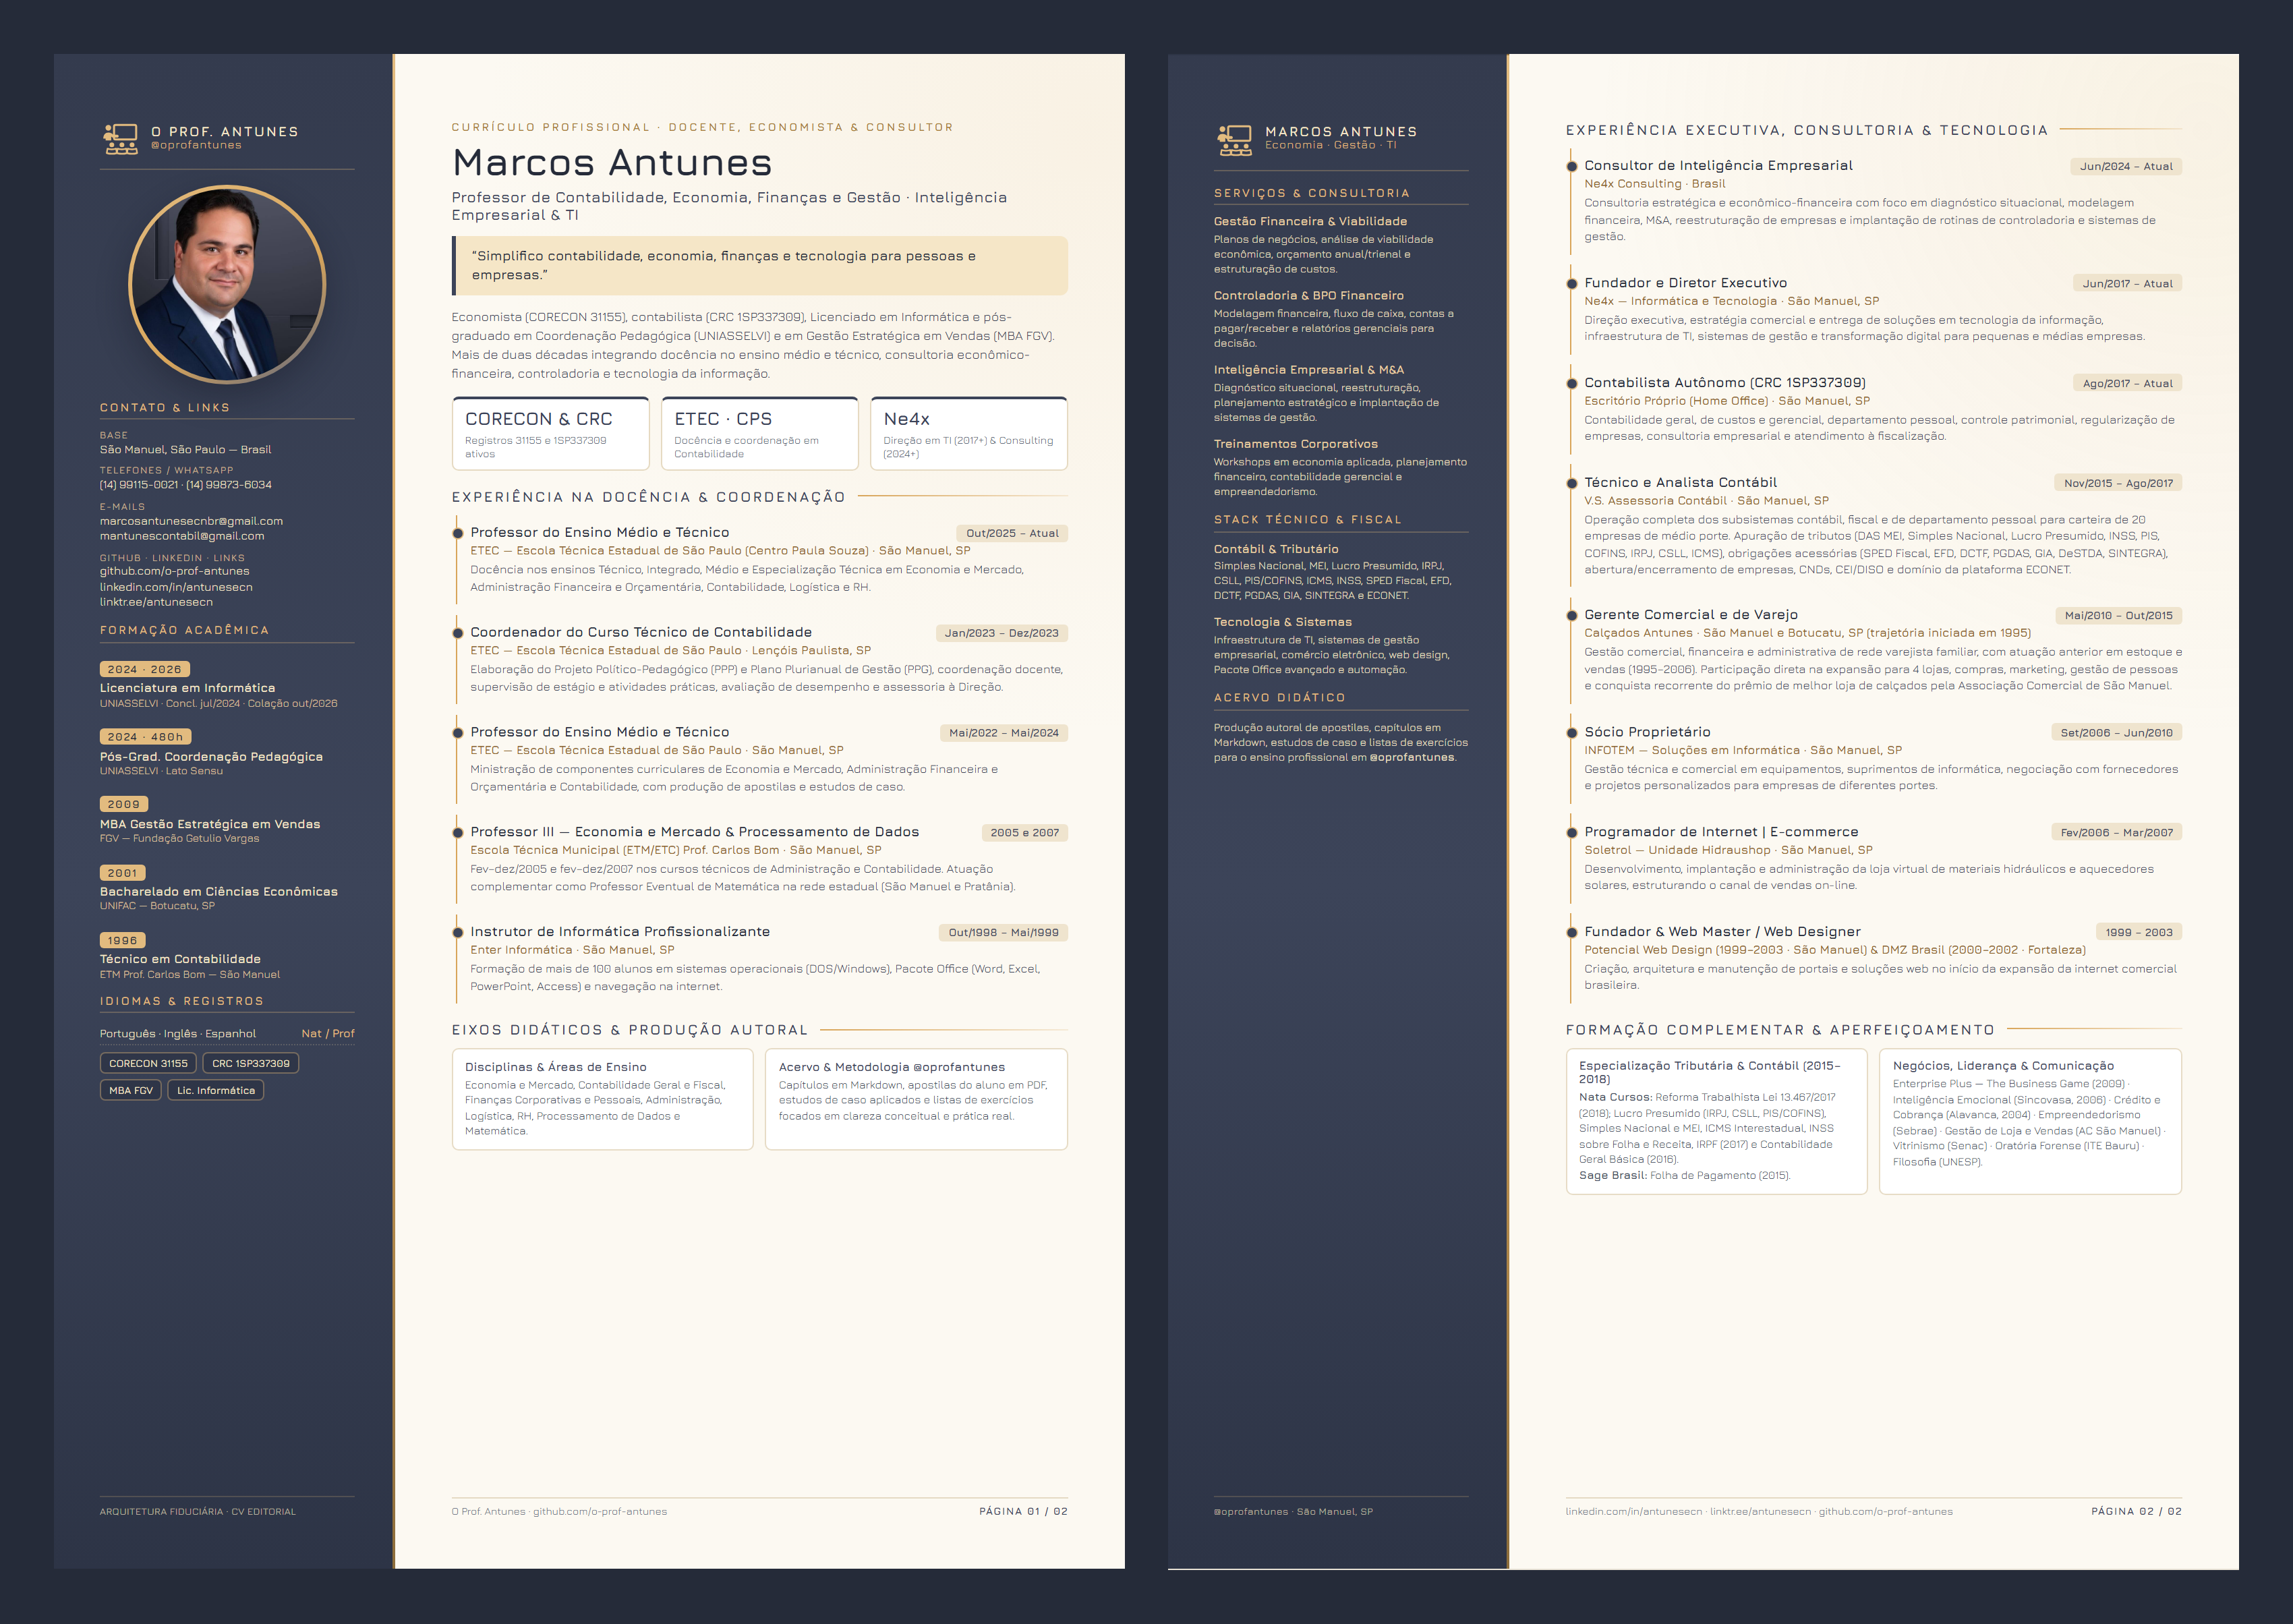 O PROF. ANTUNES
@oprofantunes
CONTATO & LINKS
BASE
São Manuel, São Paulo — Brasil
TELEFONES / WHATSAPP
(14) 99115-0021 · (14) 99873-6034
E-MAILS
marcosantunesecnbr@gmail.com
mantunescontabil@gmail.com
GITHUB · LINKEDIN · LINKS
github.com/o-prof-antunes
linkedin.com/in/antunesecn
linktr.ee/antunesecn
FORMAÇÃO ACADÊMICA
2024 · 2026
Licenciatura em Informática
UNIASSELVI · Concl. jul/2024 · Colação out/2026
2024 · 480h
Pós-Grad. Coordenação Pedagógica
UNIASSELVI · Lato Sensu
2009
MBA Gestão Estratégica em Vendas
FGV — Fundação Getulio Vargas
2001
Bacharelado em Ciências Econômicas
UNIFAC — Botucatu, SP
1996
Técnico em Contabilidade
ETM Prof. Carlos Bom — São Manuel
IDIOMAS & REGISTROS
Português · Inglês · Espanhol Nat / Prof
CORECON 31155 CRC 1SP337309
MBA FGV Lic. Informática
ARQUITETURA FIDUCIÁRIA · CV EDITORIAL
CURRÍCULO PROFISSIONAL · DOCENTE, ECONOMISTA & CONSULTOR
Marcos Antunes
Professor de Contabilidade, Economia, Finanças e Gestão · Inteligência
Empresarial & TI
“Simplifico contabilidade, economia, finanças e tecnologia para pessoas e
empresas.”
Economista (CORECON 31155), contabilista (CRC 1SP337309), Licenciado em Informática e pós-
graduado em Coordenação Pedagógica (UNIASSELVI) e em Gestão Estratégica em Vendas (MBA FGV).
Mais de duas décadas integrando docência no ensino médio e técnico, consultoria econômico-
financeira, controladoria e tecnologia da informação.
CORECON & CRC
Registros 31155 e 1SP337309
ativos
ETEC · CPS
Docência e coordenação em
Contabilidade
Ne4x
Direção em TI (2017+) & Consulting
(2024+)
EXPERIÊNCIA NA DOCÊNCIA & COORDENAÇÃO
Professor do Ensino Médio e Técnico Out/2025 – Atual
ETEC — Escola Técnica Estadual de São Paulo (Centro Paula Souza) · São Manuel, SP
Docência nos ensinos Técnico, Integrado, Médio e Especialização Técnica em Economia e Mercado,
Administração Financeira e Orçamentária, Contabilidade, Logística e RH.
Coordenador do Curso Técnico de Contabilidade Jan/2023 – Dez/2023
ETEC — Escola Técnica Estadual de São Paulo · Lençóis Paulista, SP
Elaboração do Projeto Político-Pedagógico (PPP) e Plano Plurianual de Gestão (PPG), coordenação docente,
supervisão de estágio e atividades práticas, avaliação de desempenho e assessoria à Direção.
Professor do Ensino Médio e Técnico Mai/2022 – Mai/2024
ETEC — Escola Técnica Estadual de São Paulo · São Manuel, SP
Ministração de componentes curriculares de Economia e Mercado, Administração Financeira e
Orçamentária e Contabilidade, com produção de apostilas e estudos de caso.
Professor III — Economia e Mercado & Processamento de Dados 2005 e 2007
Escola Técnica Municipal (ETM/ETC) Prof. Carlos Bom · São Manuel, SP
Fev–dez/2005 e fev–dez/2007 nos cursos técnicos de Administração e Contabilidade. Atuação
complementar como Professor Eventual de Matemática na rede estadual (São Manuel e Pratânia).
Instrutor de Informática Profissionalizante Out/1998 – Mai/1999
Enter Informática · São Manuel, SP
Formação de mais de 100 alunos em sistemas operacionais (DOS/Windows), Pacote Office (Word, Excel,
PowerPoint, Access) e navegação na internet.
EIXOS DIDÁTICOS & PRODUÇÃO AUTORAL
Disciplinas & Áreas de Ensino
Economia e Mercado, Contabilidade Geral e Fiscal,
Finanças Corporativas e Pessoais, Administração,
Logística, RH, Processamento de Dados e
Matemática.
Acervo & Metodologia @oprofantunes
Capítulos em Markdown, apostilas do aluno em PDF,
estudos de caso aplicados e listas de exercícios
focados em clareza conceitual e prática real.
O Prof. Antunes · github.com/o-prof-antunes PÁGINA 01 / 02
MARCOS ANTUNES
Economia · Gestão · TI
SERVIÇOS & CONSULTORIA
Gestão Financeira & Viabilidade
Planos de negócios, análise de viabilidade
econômica, orçamento anual/trienal e
estruturação de custos.
Controladoria & BPO Financeiro
Modelagem financeira, fluxo de caixa, contas a
pagar/receber e relatórios gerenciais para
decisão.
Inteligência Empresarial & M&A
Diagnóstico situacional, reestruturação,
planejamento estratégico e implantação de
sistemas de gestão.
Treinamentos Corporativos
Workshops em economia aplicada, planejamento
financeiro, contabilidade gerencial e
empreendedorismo.
STACK TÉCNICO & FISCAL
Contábil & Tributário
Simples Nacional, MEI, Lucro Presumido, IRPJ,
CSLL, PIS/COFINS, ICMS, INSS, SPED Fiscal, EFD,
DCTF, PGDAS, GIA, SINTEGRA e ECONET.
Tecnologia & Sistemas
Infraestrutura de TI, sistemas de gestão
empresarial, comércio eletrônico, web design,
Pacote Office avançado e automação.
ACERVO DIDÁTICO
Produção autoral de apostilas, capítulos em
Markdown, estudos de caso e listas de exercícios
para o ensino profissional em @oprofantunes.
@oprofantunes · São Manuel, SP
EXPERIÊNCIA EXECUTIVA, CONSULTORIA & TECNOLOGIA
Consultor de Inteligência Empresarial Jun/2024 – Atual
Ne4x Consulting · Brasil
Consultoria estratégica e econômico-financeira com foco em diagnóstico situacional, modelagem
financeira, M&A, reestruturação de empresas e implantação de rotinas de controladoria e sistemas de
gestão.
Fundador e Diretor Executivo Jun/2017 – Atual
Ne4x — Informática e Tecnologia · São Manuel, SP
Direção executiva, estratégia comercial e entrega de soluções em tecnologia da informação,
infraestrutura de TI, sistemas de gestão e transformação digital para pequenas e médias empresas.
Contabilista Autônomo (CRC 1SP337309) Ago/2017 – Atual
Escritório Próprio (Home Office) · São Manuel, SP
Contabilidade geral, de custos e gerencial, departamento pessoal, controle patrimonial, regularização de
empresas, consultoria empresarial e atendimento à fiscalização.
Técnico e Analista Contábil Nov/2015 – Ago/2017
V.S. Assessoria Contábil · São Manuel, SP
Operação completa dos subsistemas contábil, fiscal e de departamento pessoal para carteira de 20
empresas de médio porte. Apuração de tributos (DAS MEI, Simples Nacional, Lucro Presumido, INSS, PIS,
COFINS, IRPJ, CSLL, ICMS), obrigações acessórias (SPED Fiscal, EFD, DCTF, PGDAS, GIA, DeSTDA, SINTEGRA),
abertura/encerramento de empresas, CNDs, CEI/DISO e domínio da plataforma ECONET.
Gerente Comercial e de Varejo Mai/2010 – Out/2015
Calçados Antunes · São Manuel e Botucatu, SP (trajetória iniciada em 1995)
Gestão comercial, financeira e administrativa de rede varejista familiar, com atuação anterior em estoque e
vendas (1995–2006). Participação direta na expansão para 4 lojas, compras, marketing, gestão de pessoas
e conquista recorrente do prêmio de melhor loja de calçados pela Associação Comercial de São Manuel.
Sócio Proprietário Set/2006 – Jun/2010
INFOTEM — Soluções em Informática · São Manuel, SP
Gestão técnica e comercial em equipamentos, suprimentos de informática, negociação com fornecedores
e projetos personalizados para empresas de diferentes portes.
Programador de Internet | E-commerce Fev/2006 – Mar/2007
Soletrol — Unidade Hidraushop · São Manuel, SP
Desenvolvimento, implantação e administração da loja virtual de materiais hidráulicos e aquecedores
solares, estruturando o canal de vendas on-line.
Fundador & Web Master / Web Designer 1999 – 2003
Potencial Web Design (1999–2003 · São Manuel) & DMZ Brasil (2000–2002 · Fortaleza)
Criação, arquitetura e manutenção de portais e soluções web no início da expansão da internet comercial
brasileira.
FORMAÇÃO COMPLEMENTAR & APERFEIÇOAMENTO
Especialização Tributária & Contábil (2015–
2018)
Nata Cursos: Reforma Trabalhista Lei 13.467/2017
(2018); Lucro Presumido (IRPJ, CSLL, PIS/COFINS),
Simples Nacional e MEI, ICMS Interestadual, INSS
sobre Folha e Receita, IRPF (2017) e Contabilidade
Geral Básica (2016).
Sage Brasil: Folha de Pagamento (2015).
Negócios, Liderança & Comunicação
Enterprise Plus — The Business Game (2009) ·
Inteligência Emocional (Sincovasa, 2006) · Crédito e
Cobrança (Alavanca, 2004) · Empreendedorismo
(Sebrae) · Gestão de Loja e Vendas (AC São Manuel) ·
Vitrinismo (Senac) · Oratória Forense (ITE Bauru) ·
Filosofia (UNESP).
linkedin.com/in/antunesecn · linktr.ee/antunesecn · github.com/o-prof-antunes PÁGINA 02 / 02